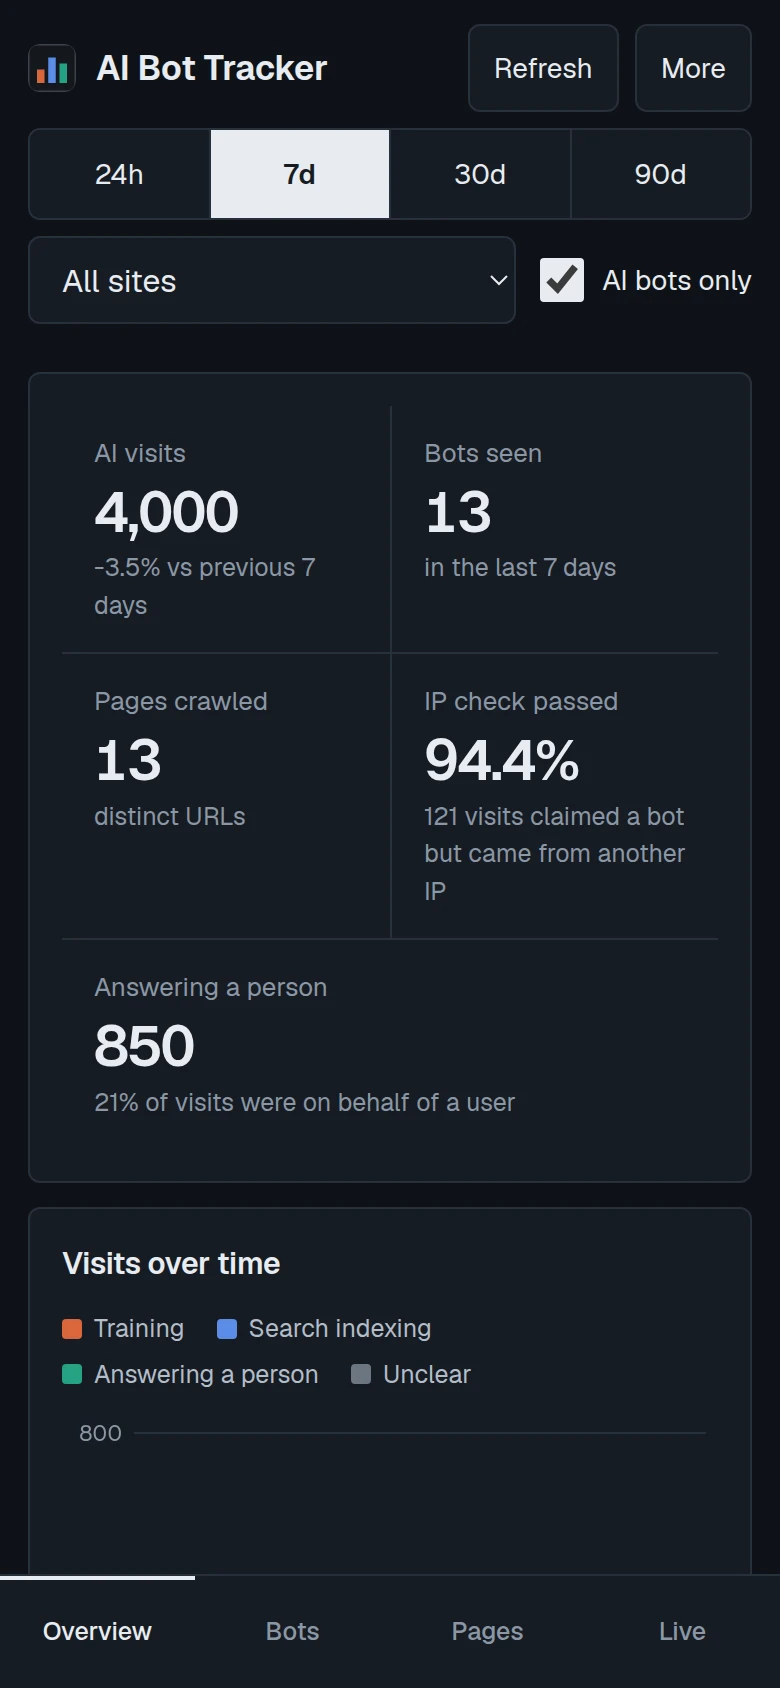 AI Bot Tracker
Refresh
More
24h
7d
30d
90d
All sites
AI bots only
AI visits
4,000
-3.5% vs previous 7
days
Bots seen
13
in the last 7 days
Pages crawled
13
distinct URLs
IP check passed
94.4%
121 visits claimed a bot
but came from another
IP
Answering a person
850
21% of visits were on behalf of a user
Visits over time
Training
Search indexing
Answering a person
Unclear
800
Overview
Bots
Pages
Live